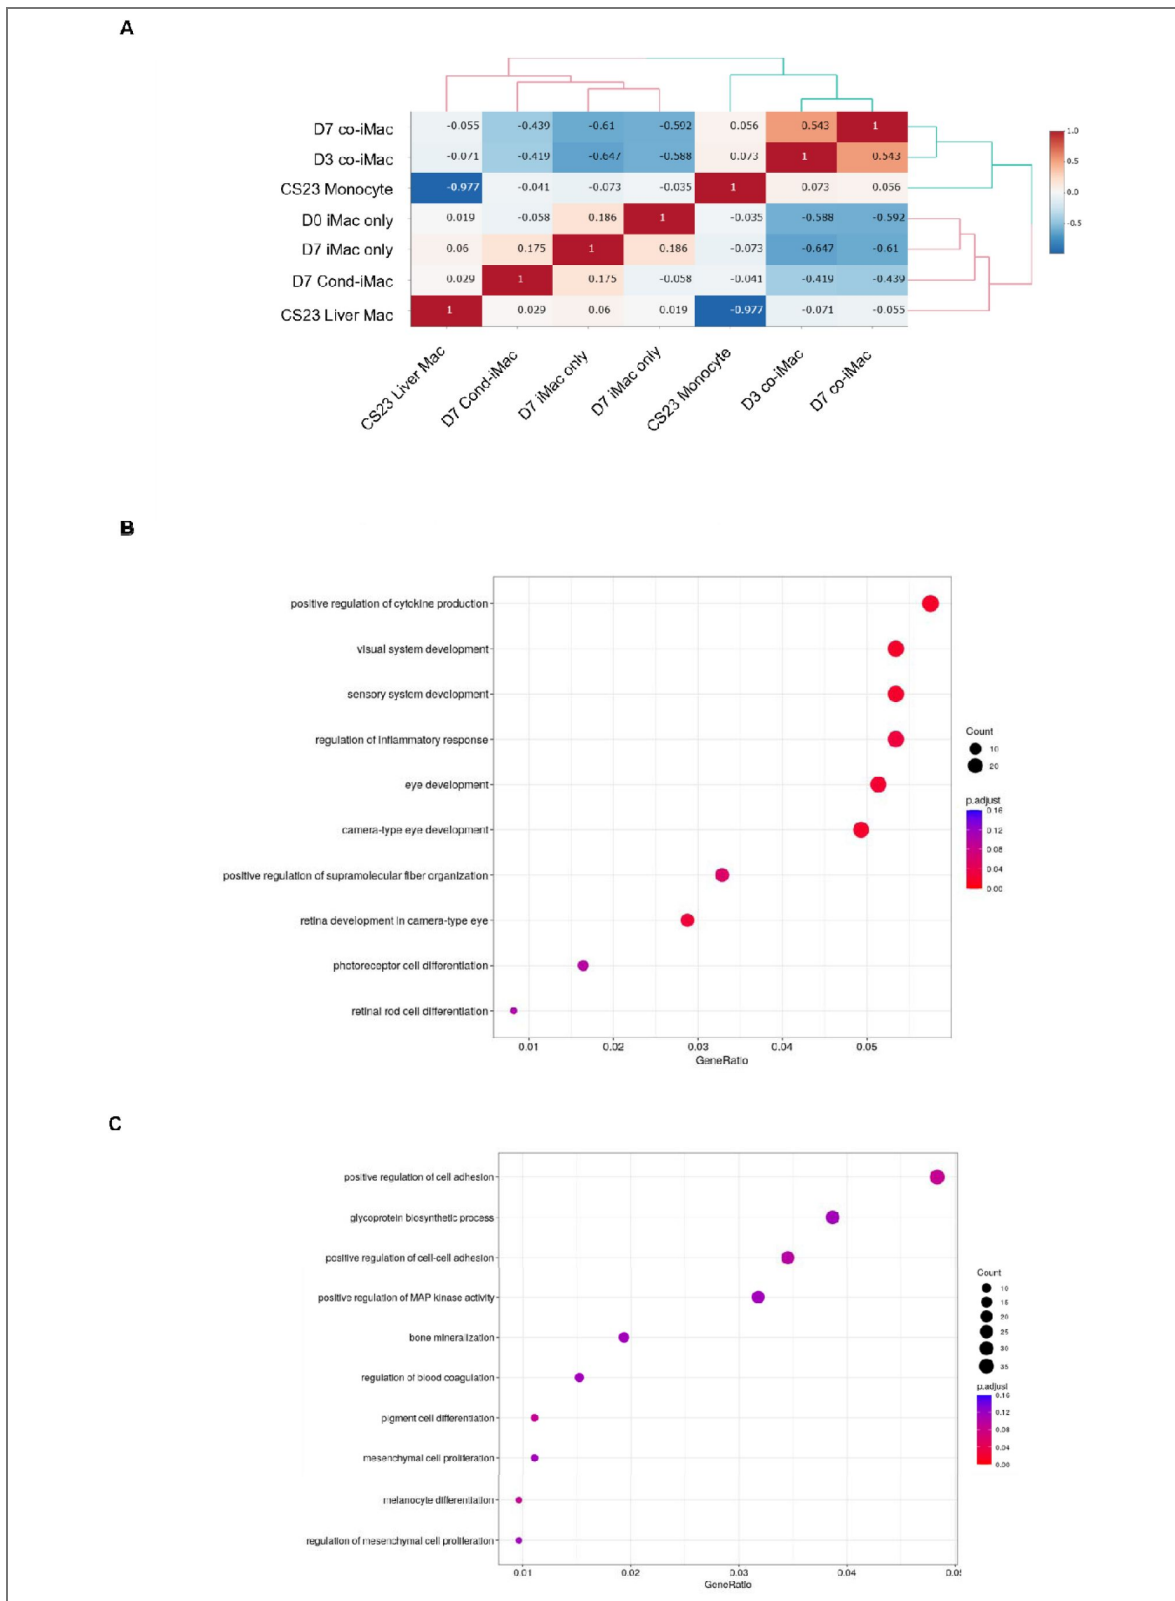 A
D7 co-iMac -0.055 -0.439 -0.61 -0.592 0.056 0.543 1
D3 co-iMac -0.071 -0.419 -0.647 -0.588 0.073 1 0.543
CS23 Monocyte -0.977 -0.041 -0.073 -0.035 1 0.073 0.056
D0 iMac only 0.019 -0.058 0.186 1 -0.035 -0.588 -0.592
D7 iMac only 0.06 0.175 1 0.186 -0.073 -0.647 -0.61
D7 Cond-iMac 0.029 1 0.175 -0.058 -0.041 -0.419 -0.439
CS23 Liver Mac 1 0.029 0.06 0.019 -0.977 -0.071 -0.055
1.0
0.5
0.0
-0.5
CS23 Liver Mac
D7 Cond-iMac
D7 iMac only
D7 iMac only
CS23 Monocyte
D3 co-iMac
D7 co-iMac
B
positive regulation of cytokine production
visual system development
sensory system development
regulation of inflammatory response
eye development
camera-type eye development
positive regulation of supramolecular fiber organization
retina development in camera-type eye
photoreceptor cell differentiation
retinal rod cell differentiation
0.01 0.02 0.03 0.04 0.05
GeneRatio
Count
10
20
p.adjust
0.16
0.12
0.08
0.04
0.00
C
positive regulation of cell adhesion
glycoprotein biosynthetic process
positive regulation of cell-cell adhesion
positive regulation of MAP kinase activity
bone mineralization
regulation of blood coagulation
pigment cell differentiation
mesenchymal cell proliferation
melanocyte differentiation
regulation of mesenchymal cell proliferation
0.01 0.02 0.03 0.04 0.05
GeneRatio
Count
10
15
20
25
30
35
p.adjust
0.16
0.12
0.08
0.04
0.00